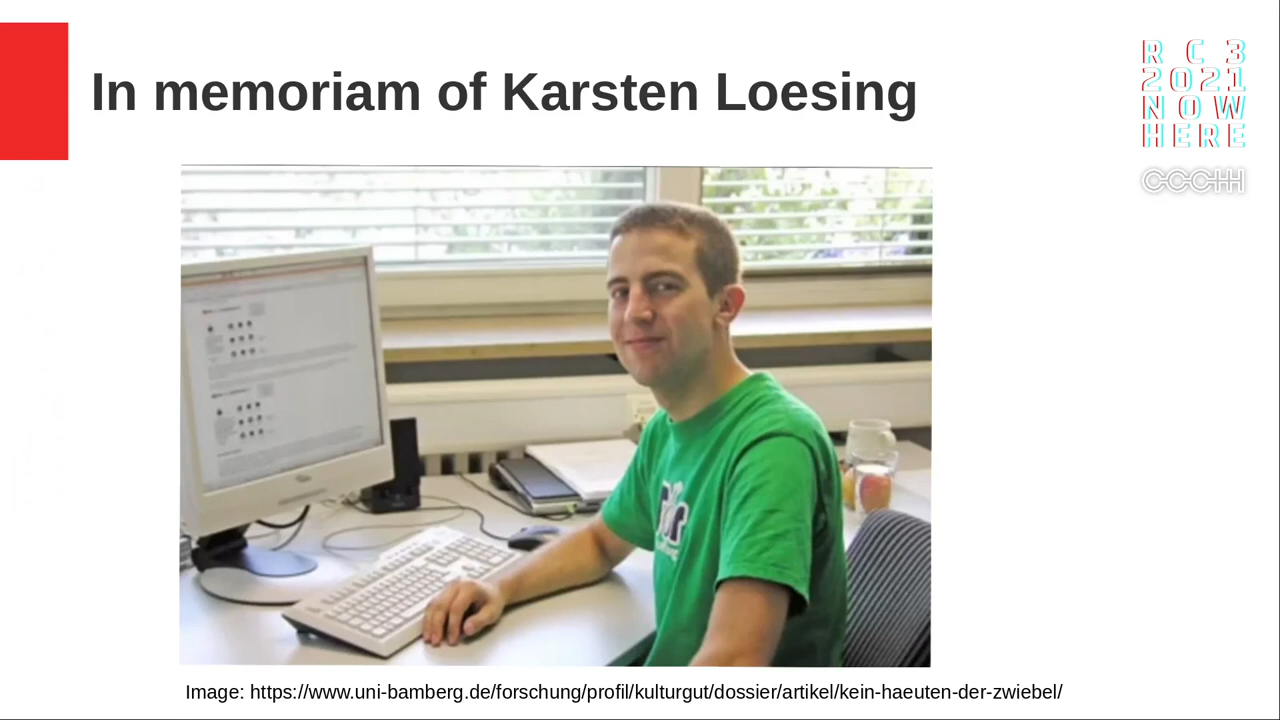 In memoriam of Karsten Loesing
R C 3
2021
NOW
HERE
CCCHH
Image: https://www.uni-bamberg.de/forschung/profil/kulturgut/dossier/artikel/kein-haeuten-der-zwiebel/